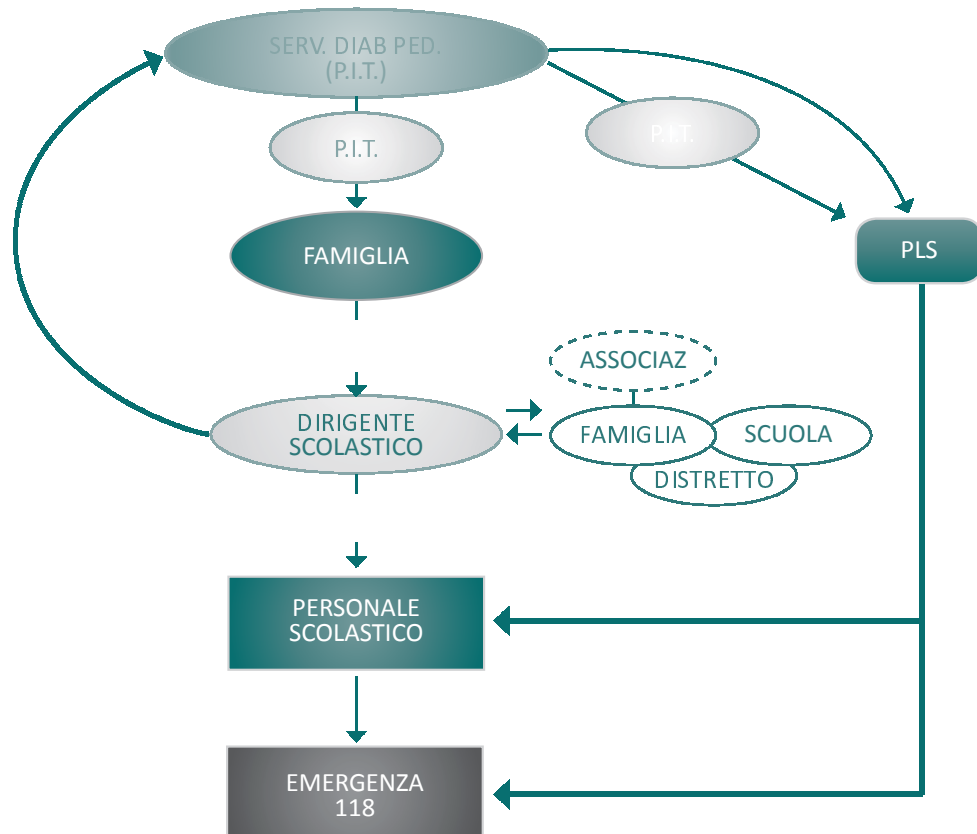 SERV. DIAB PED.
(P.I.T.)
P.I.T.
P.I.T.
FAMIGLIA
PLS
ASSOCIAZ
DIRIGENTE
SCOLASTICO
FAMIGLIA
SCUOLA
DISTRETTO
PERSONALE
SCOLASTICO
EMERGENZA
118